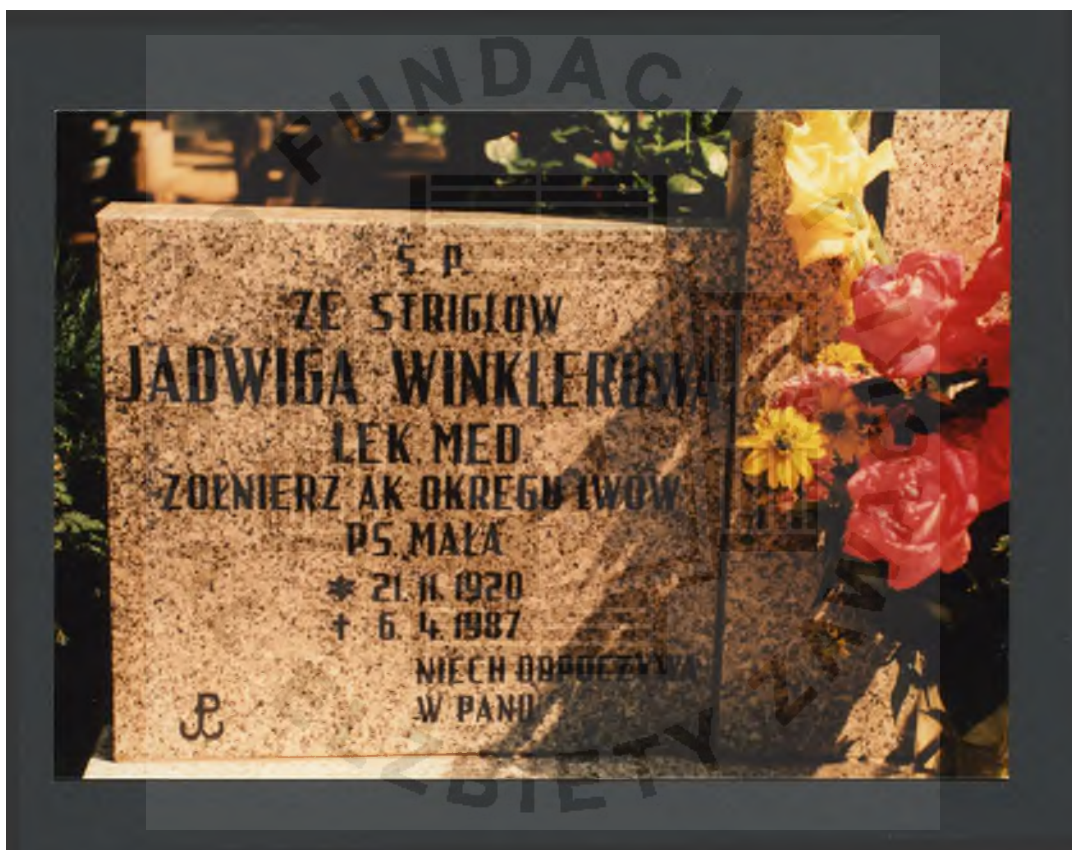 Ś. P.
ZE STRIGLÓW
JADWIGA WINKLEROWA
LEK. MED.
ŻOŁNIERZ AK OKRĘGU LWÓW
PS. MAŁA
* 21. 11. 1920
† 6. 4. 1987
NIECH ODPOCZYWA
W PANU
FUNDACJ